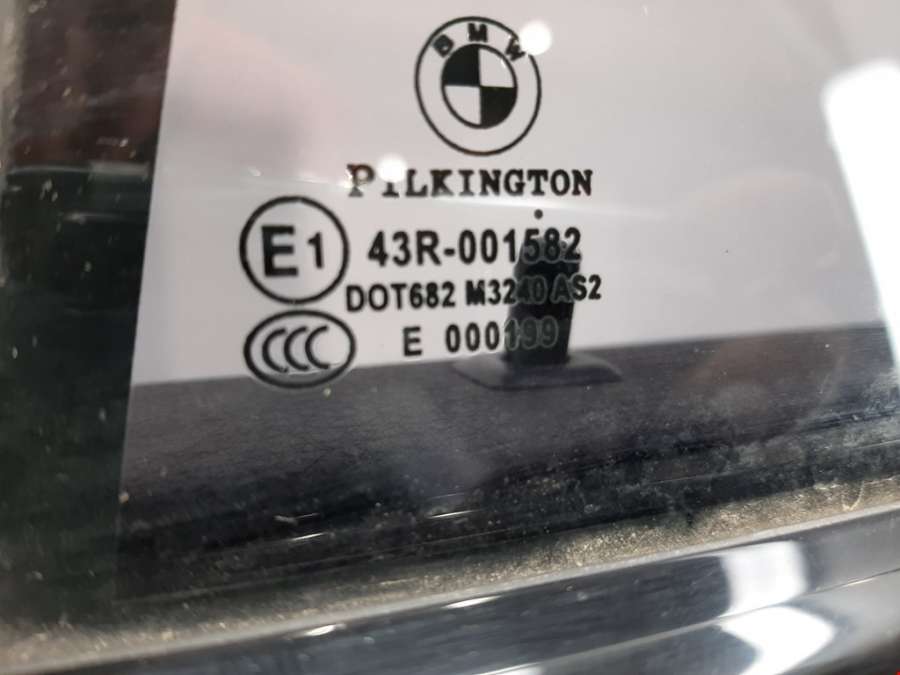 BMW
PILKINGTON
E1 43R-001582
DOT682 M3240 AS2
CCC E 000199